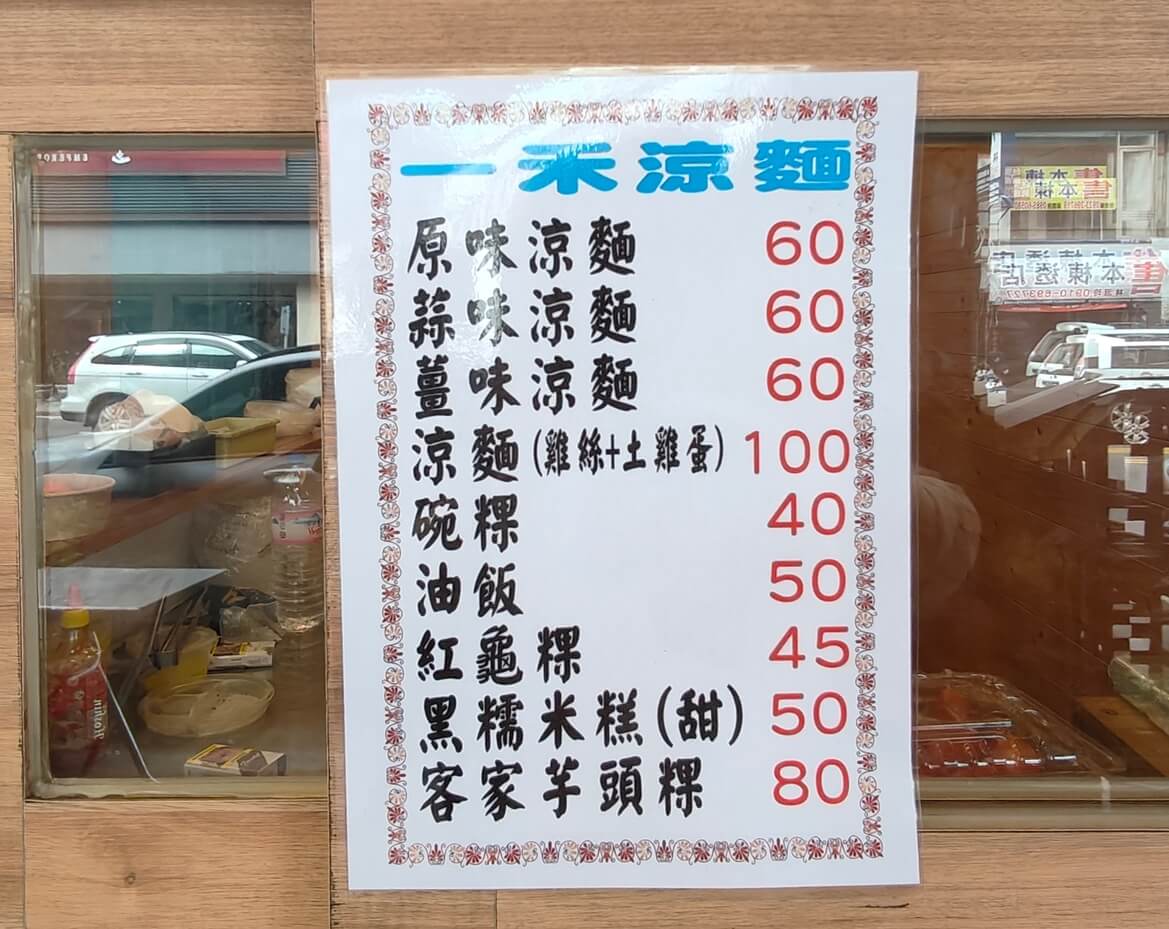 一禾涼麵
原味涼麵 60
蒜味涼麵 60
薑味涼麵 60
涼麵(雞絲+土雞蛋) 100
碗粿 40
油飯 50
紅龜粿 45
黑糯米糕(甜) 50
客家芋頭粿 80